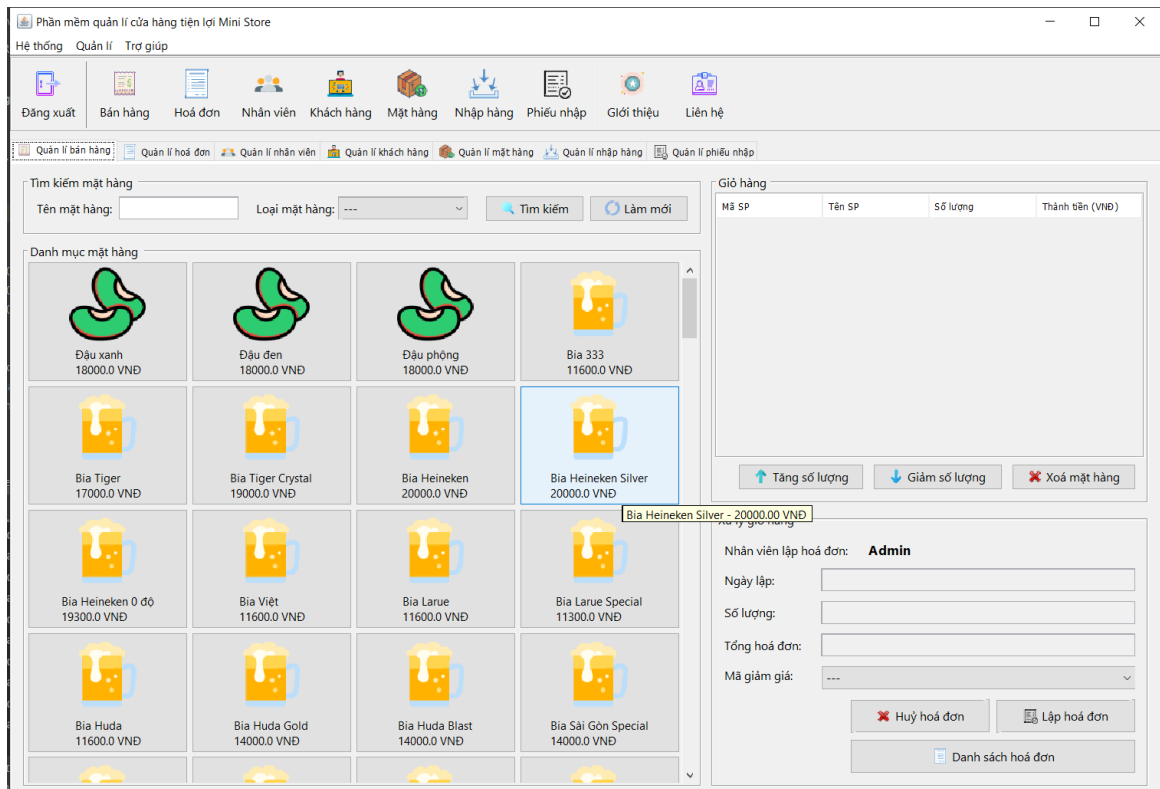 Phần mềm quản lí cửa hàng tiện lợi Mini Store
Hệ thống Quản lí Trợ giúp
Đăng xuất Bán hàng Hoá đơn Nhân viên Khách hàng Mặt hàng Nhập hàng Phiếu nhập Giới thiệu Liên hệ
Quản lí bán hàng Quản lí hoá đơn Quản lí nhân viên Quản lí khách hàng Quản lí mặt hàng Quản lí nhập hàng Quản lí phiếu nhập
Tìm kiếm mặt hàng
Tên mặt hàng: Loại mặt hàng: --- Tìm kiếm Làm mới
Danh mục mặt hàng
Đậu xanh Đậu đen Đậu phộng Bia 333
18000.0 VNĐ 18000.0 VNĐ 18000.0 VNĐ 11600.0 VNĐ
Bia Tiger Bia Tiger Crystal Bia Heineken Bia Heineken Silver
17000.0 VNĐ 19000.0 VNĐ 20000.0 VNĐ 20000.0 VNĐ
Bia Heineken Silver - 20000.00 VNĐ
Bia Heineken 0 độ Bia Việt Bia Larue Bia Larue Special
19300.0 VNĐ 11600.0 VNĐ 11600.0 VNĐ 11300.0 VNĐ
Bia Huda Bia Huda Gold Bia Huda Blast Bia Sài Gòn Special
11600.0 VNĐ 14000.0 VNĐ 14000.0 VNĐ 14000.0 VNĐ
Giỏ hàng
Mã SP Tên SP Số lượng Thành tiền (VNĐ)
Tăng số lượng Giảm số lượng Xoá mặt hàng
Xử lý giỏ hàng
Nhân viên lập hoá đơn: Admin
Ngày lập:
Số lượng:
Tổng hoá đơn:
Mã giảm giá: ---
Huỷ hoá đơn Lập hoá đơn
Danh sách hoá đơn